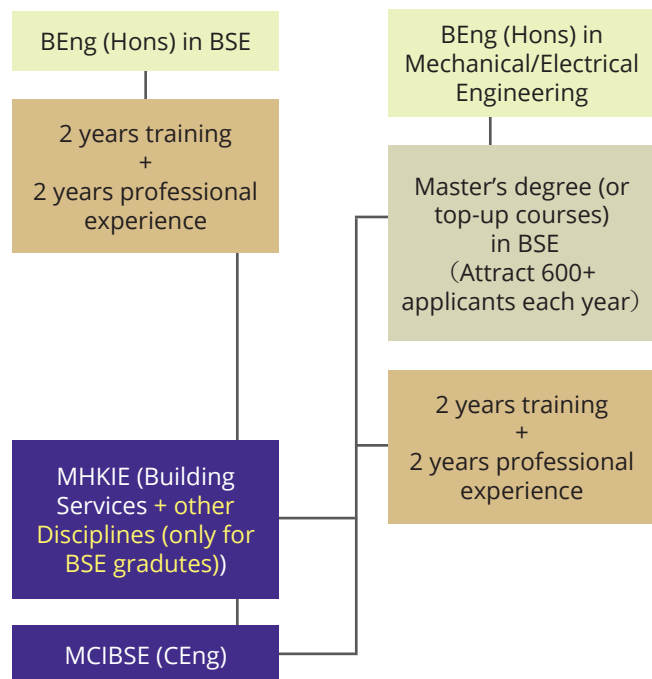 BEng (Hons) in BSE
2 years training
+
2 years professional
experience
MHKIE (Building
Services + other
Disciplines (only for
BSE gradutes))
MCIBSE (CEng)
BEng (Hons) in
Mechanical/Electrical
Engineering
Master’s degree (or
top-up courses)
in BSE
（Attract 600+
applicants each year）
2 years training
+
2 years professional
experience